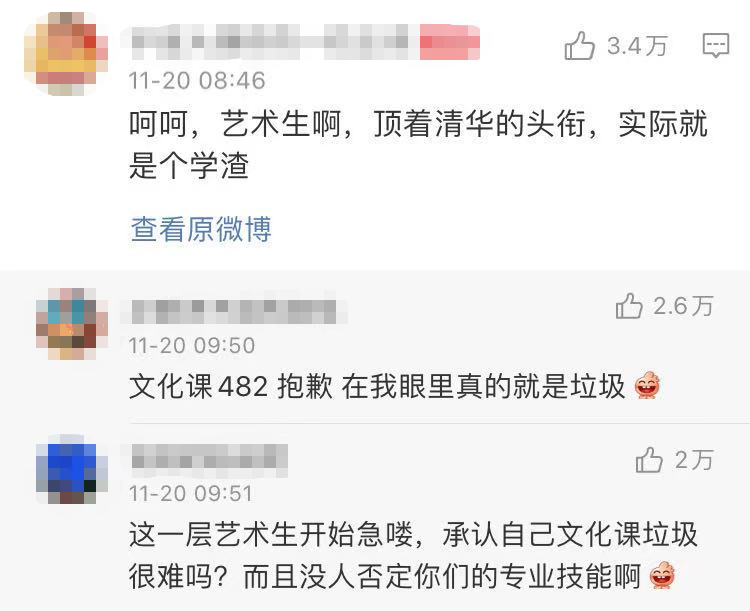 3.4万
11-20 08:46
呵呵，艺术生啊，顶着清华的头衔，实际就
是个学渣
查看原微博
2.6万
11-20 09:50
文化课482 抱歉 在我眼里真的就是垃圾
2万
11-20 09:51
这一层艺术生开始急喽，承认自己文化课垃圾
很难吗？而且没人否定你们的专业技能啊